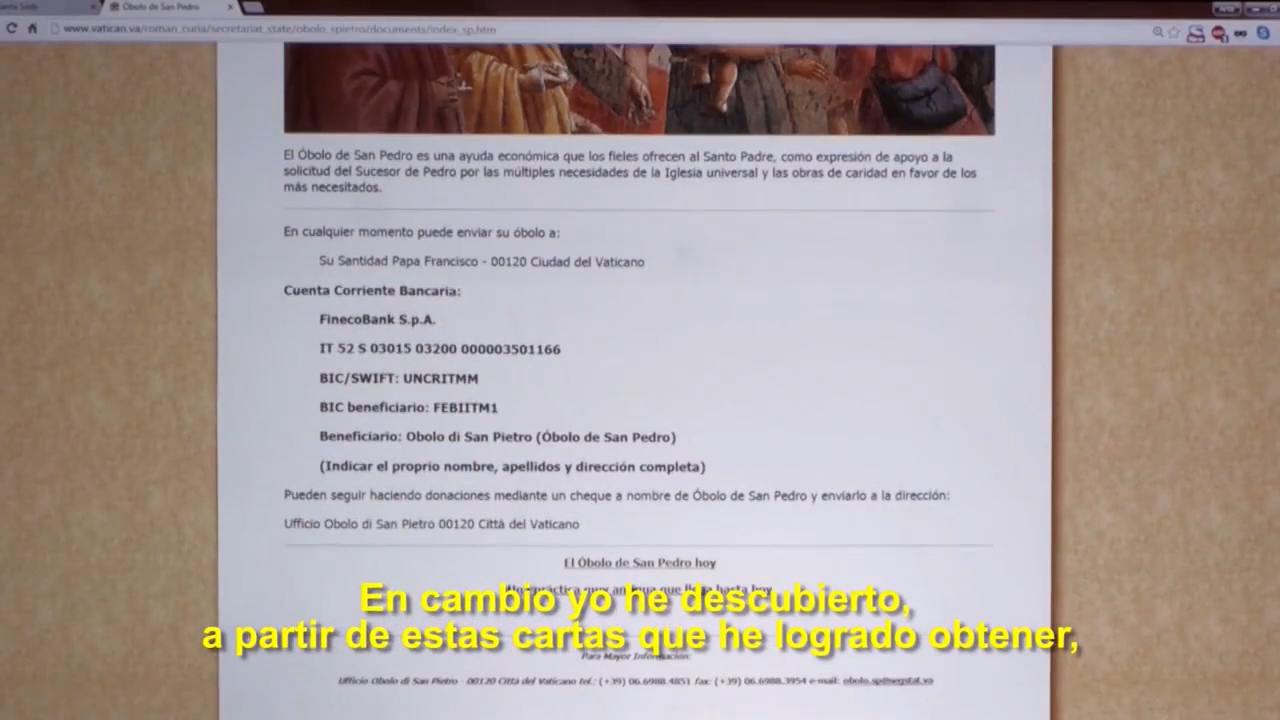 Óbolo de San Pedro
www.vatican.va/roman_curia/secretariat_state/obolo_spietro/documents/index_sp.htm
El Óbolo de San Pedro es una ayuda económica que los fieles ofrecen al Santo Padre, como expresión de apoyo a la
solicitud del Sucesor de Pedro por las múltiples necesidades de la Iglesia universal y las obras de caridad en favor de los
más necesitados.
En cualquier momento puede enviar su óbolo a:
Su Santidad Papa Francisco - 00120 Ciudad del Vaticano
Cuenta Corriente Bancaria:
FinecoBank S.p.A.
IT 52 S 03015 03200 000003501166
BIC/SWIFT: UNCRITMM
BIC beneficiario: FEBIITM1
Beneficiario: Obolo di San Pietro (Óbolo de San Pedro)
(Indicar el proprio nombre, apellidos y dirección completa)
Pueden seguir haciendo donaciones mediante un cheque a nombre de Óbolo de San Pedro y enviarlo a la dirección:
Ufficio Obolo di San Pietro 00120 Città del Vaticano
El Óbolo de San Pedro hoy
En cambio yo he descubierto,
a partir de estas cartas que he logrado obtener,
Para Mayor Información:
Ufficio Obolo di San Pietro - 00120 Città del Vaticano tel.: (+39) 06.6988.4851 fax: (+39) 06.6988.3954 e-mail: